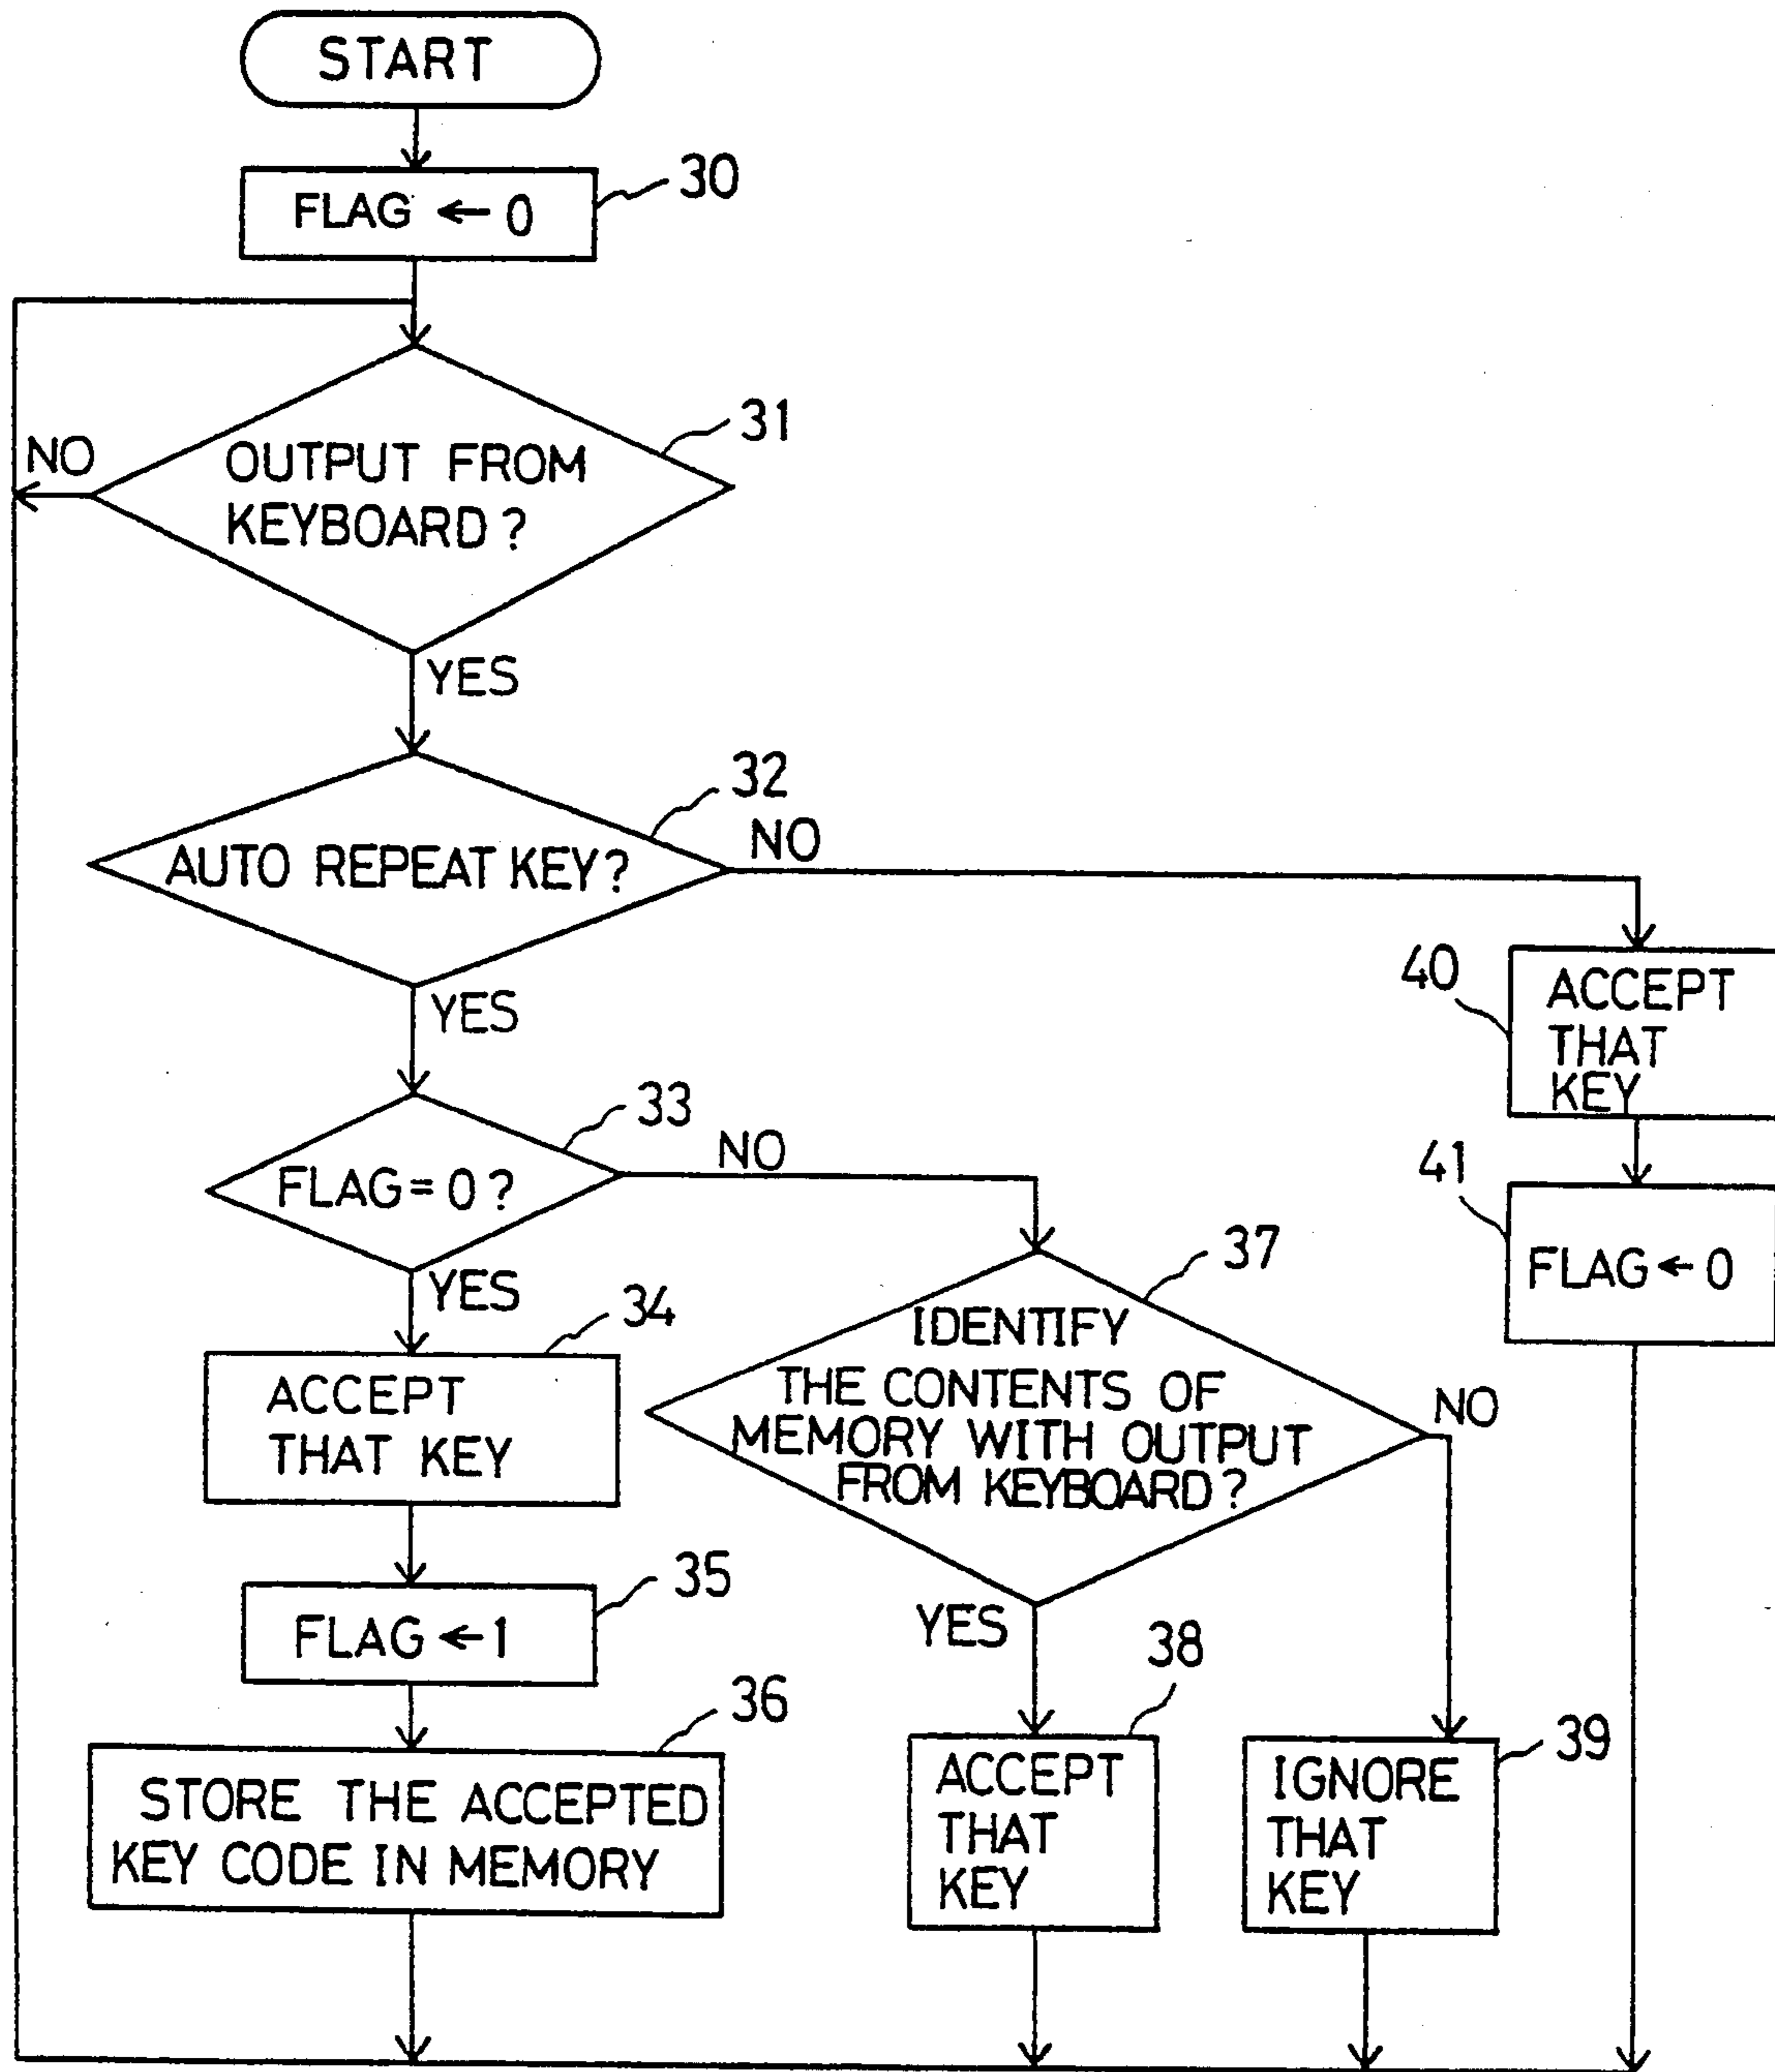 START
FLAG ← 0
30
31
NO
OUTPUT FROM
KEYBOARD ?
YES
32
NO
AUTO REPEAT KEY?
YES
40
ACCEPT
THAT
KEY
33
NO
FLAG = 0 ?
YES
41
FLAG ← 0
34
ACCEPT
THAT KEY
37
IDENTIFY
THE CONTENTS OF
MEMORY WITH OUTPUT
FROM KEYBOARD ?
NO
YES
35
FLAG ← 1
36
STORE THE ACCEPTED
KEY CODE IN MEMORY
38
ACCEPT
THAT
KEY
39
IGNORE
THAT
KEY